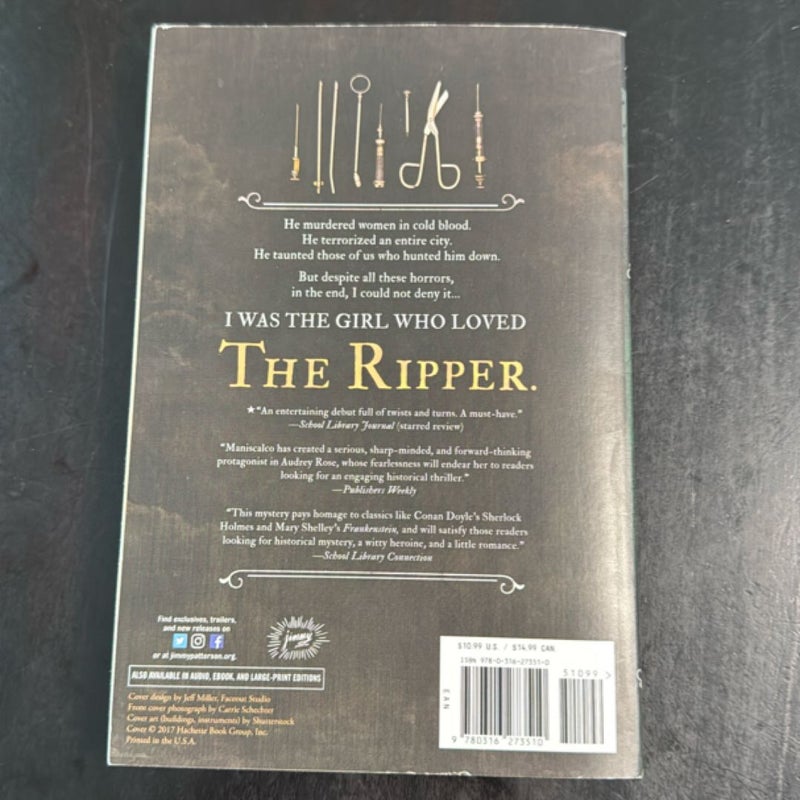 He murdered women in cold blood.
He terrorized an entire city.
He taunted those of us who hunted him down.
But despite all these horrors,
in the end, I could not deny it...
I WAS THE GIRL WHO LOVED
THE RIPPER.
★“An entertaining debut full of twists and turns. A must-have.”
—School Library Journal (starred review)
“Maniscalco has created a serious, sharp-minded, and forward-thinking
protagonist in Audrey Rose, whose fearlessness will endear her to readers
looking for an engaging historical thriller.”
—Publishers Weekly
“This mystery pays homage to classics like Conan Doyle’s Sherlock
Holmes and Mary Shelley’s Frankenstein, and will satisfy those readers
looking for historical mystery, a witty heroine, and a little romance.”
—School Library Connection
Find exclusives, trailers,
and new releases on
or at jimmypatterson.org.
jimmy
ALSO AVAILABLE IN AUDIO, EBOOK, AND LARGE-PRINT EDITIONS
Cover design by Jeff Miller, Faceout Studio
Front cover photograph by Carrie Schechter
Cover art (buildings, instruments) by Shutterstock
Cover © 2017 Hachette Book Group, Inc.
Printed in the U.S.A.
$10.99 U.S. / $14.99 CAN
ISBN 978-0-316-27351-0
51099 >
EAN
9 780316 273510